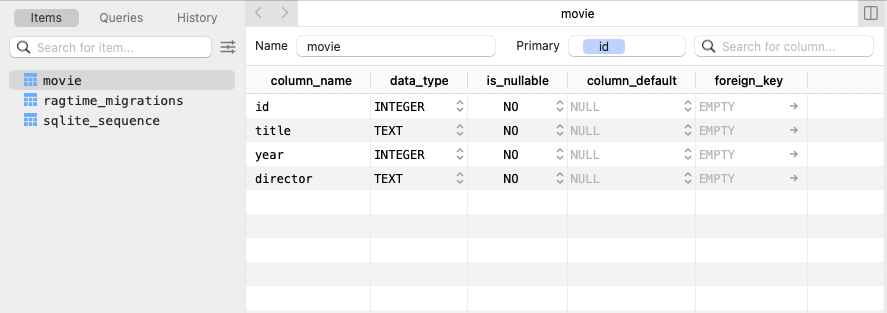 Items Queries History
movie
Search for item...
Name movie Primary id Search for column...
movie
ragtime_migrations
sqlite_sequence
column_name data_type is_nullable column_default foreign_key
id INTEGER NO NULL EMPTY
title TEXT NO NULL EMPTY
year INTEGER NO NULL EMPTY
director TEXT NO NULL EMPTY